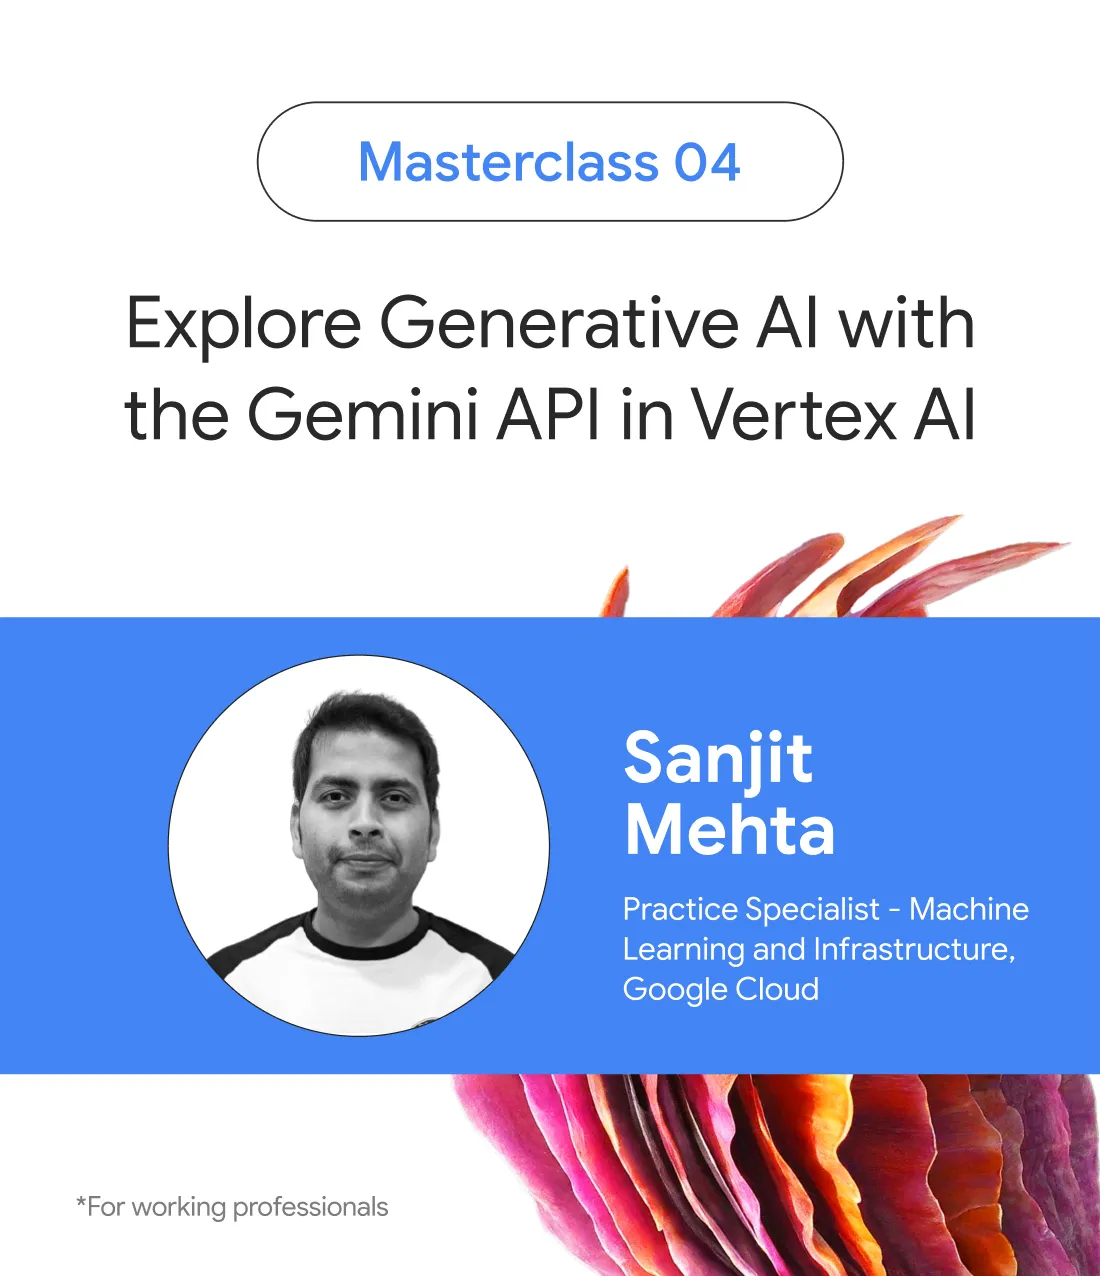 Masterclass 04
Explore Generative AI with
the Gemini API in Vertex AI
Sanjit
Mehta
Practice Specialist - Machine
Learning and Infrastructure,
Google Cloud
*For working professionals